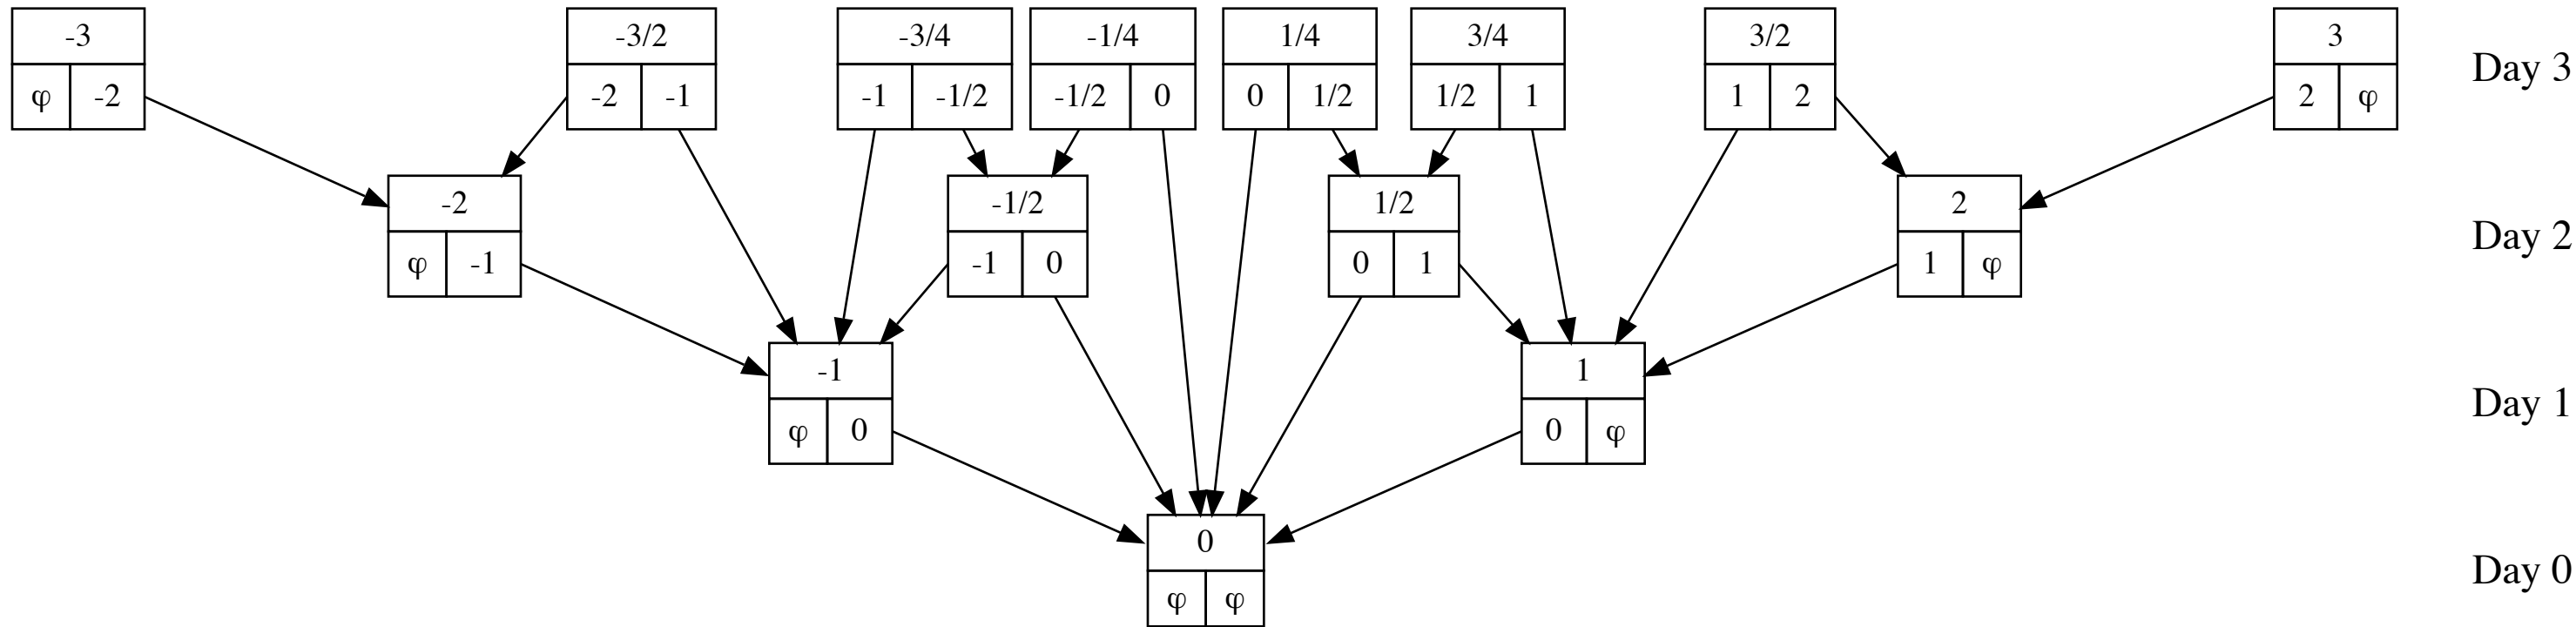 -3 -3/2 -3/4 -1/4 1/4 3/4 3/2 3
Day 3
φ -2 -2 -1 -1 -1/2 -1/2 0 0 1/2 1/2 1 1 2 2 φ
-2 -1/2 1/2 2
Day 2
φ -1 -1 0 0 1 1 φ
-1 1
Day 1
φ 0 0 φ
0
Day 0
φ φ